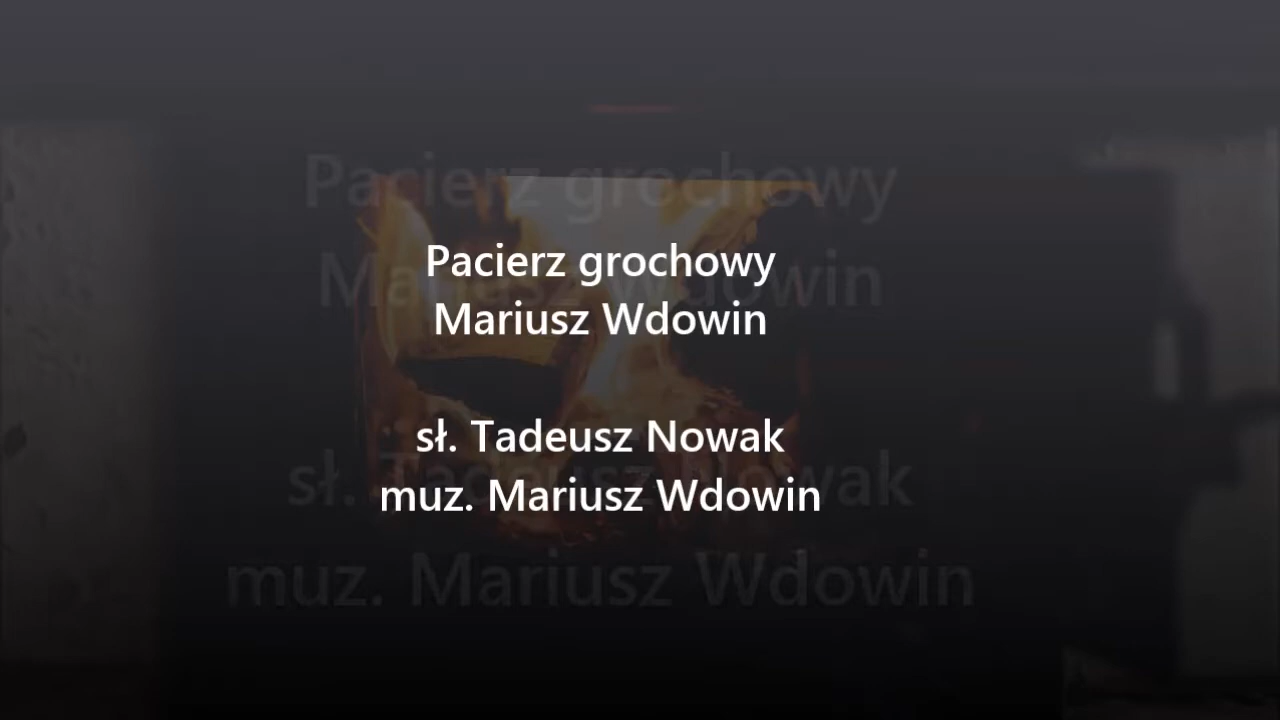 Pacierz grochowy
Mariusz Wdowin
sł. Tadeusz Nowak
muz. Mariusz Wdowin